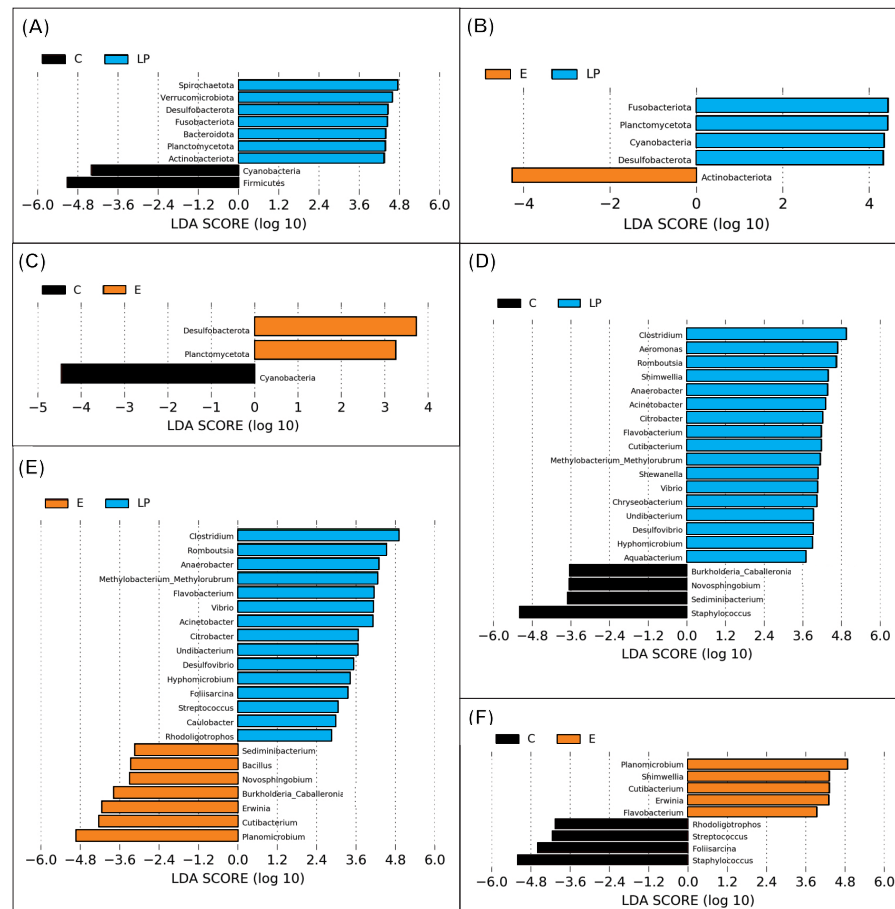 (A)
C LP
Spirochaetota
Verrucomicrobiota
Desulfobacterota
Fusobacteriota
Bacteroidota
Planctomycetota
Actinobacteriota
Cyanobacteria
Firmicutes
−6.0 −4.8 −3.6 −2.4 −1.2 0.0 1.2 2.4 3.6 4.8 6.0
LDA SCORE (log 10)
(B)
E LP
Fusobacteriota
Planctomycetota
Cyanobacteria
Desulfobacterota
Actinobacteriota
−4 −2 0 2 4
LDA SCORE (log 10)
(C)
C E
Desulfobacterota
Planctomycetota
Cyanobacteria
−5 −4 −3 −2 −1 0 1 2 3 4
LDA SCORE (log 10)
(D)
C LP
Clostridium
Aeromonas
Romboutsia
Shimwellia
Anaerobacter
Acinetobacter
Citrobacter
Flavobacterium
Cutibacterium
Methylobacterium_Methylorubrum
Shewanella
Vibrio
Chryseobacterium
Undibacterium
Desulfovibrio
Hyphomicrobium
Aquabacterium
Burkholderia_Caballeronia
Novosphingobium
Sediminibacterium
Staphylococcus
−6.0 −4.8 −3.6 −2.4 −1.2 0.0 1.2 2.4 3.6 4.8 6.0
LDA SCORE (log 10)
(E)
E LP
Clostridium
Romboutsia
Anaerobacter
Methylobacterium_Methylorubrum
Flavobacterium
Vibrio
Acinetobacter
Citrobacter
Undibacterium
Desulfovibrio
Hyphomicrobium
Foliisarcina
Streptococcus
Caulobacter
Rhodoligotrophos
Sediminibacterium
Bacillus
Novosphingobium
Burkholderia_Caballeronia
Erwinia
Cutibacterium
Planomicrobium
−6.0 −4.8 −3.6 −2.4 −1.2 0.0 1.2 2.4 3.6 4.8 6.0
LDA SCORE (log 10)
(F)
C E
Planomicrobium
Shimwellia
Cutibacterium
Erwinia
Flavobacterium
Rhodoligotrophos
Streptococcus
Foliisarcina
Staphylococcus
−6.0 −4.8 −3.6 −2.4 −1.2 0.0 1.2 2.4 3.6 4.8 6.0
LDA SCORE (log 10)